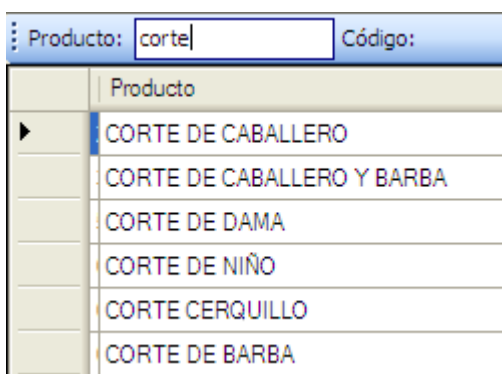 Producto: corte Código:
Producto
CORTE DE CABALLERO
CORTE DE CABALLERO Y BARBA
CORTE DE DAMA
CORTE DE NIÑO
CORTE CERQUILLO
CORTE DE BARBA